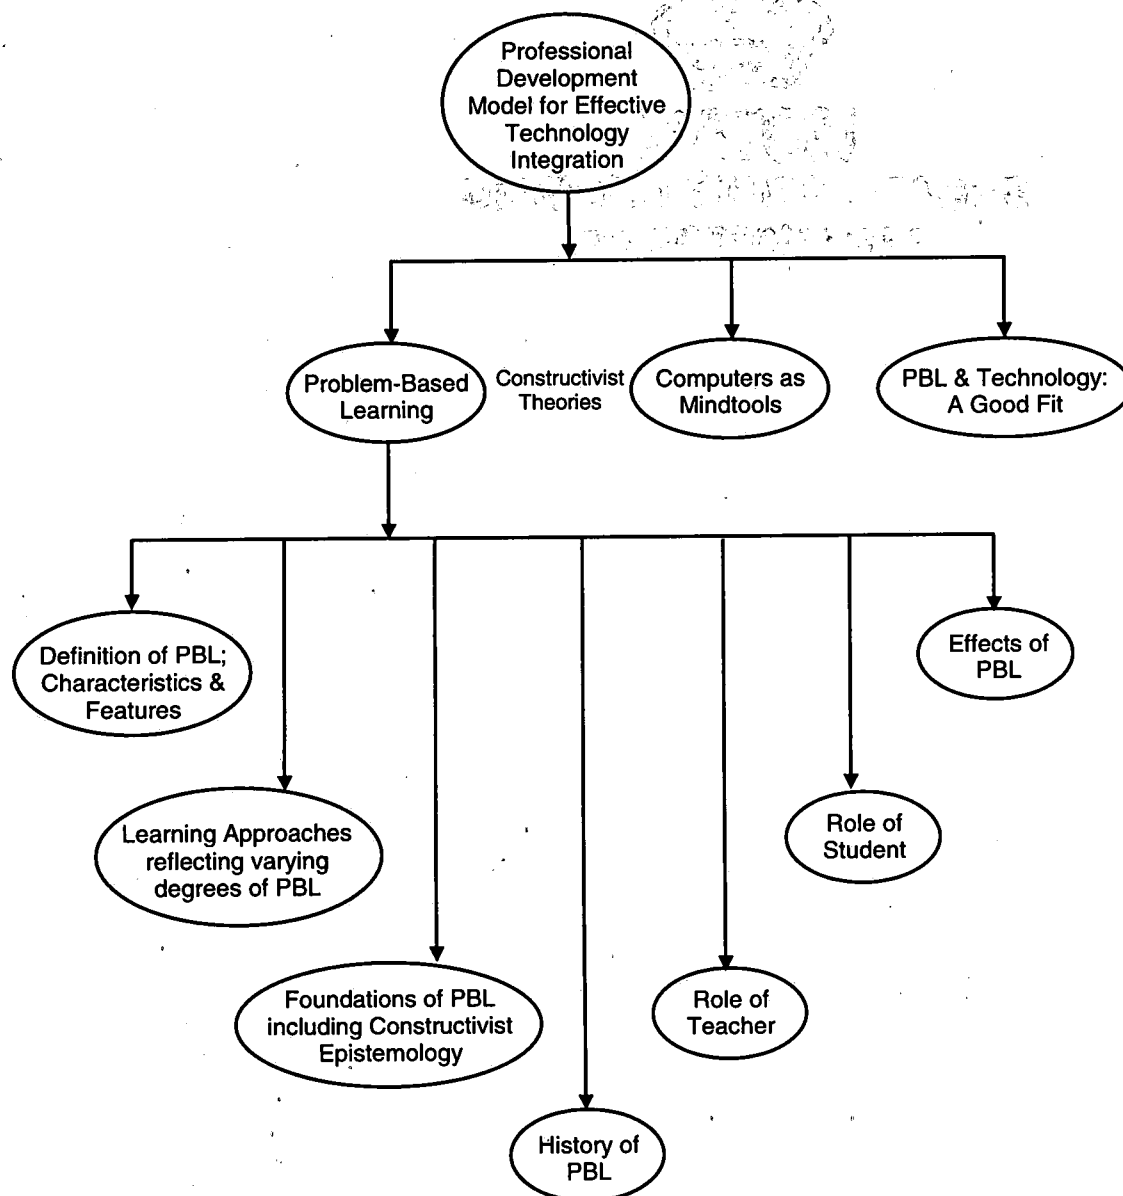 Professional
Development
Model for Effective
Technology
Integration
Problem-Based
Learning
Constructivist
Theories
Computers as
Mindtools
PBL & Technology:
A Good Fit
Definition of PBL;
Characteristics &
Features
Learning Approaches
reflecting varying
degrees of PBL
Foundations of PBL
including Constructivist
Epistemology
History of
PBL
Role of
Teacher
Role of
Student
Effects of
PBL